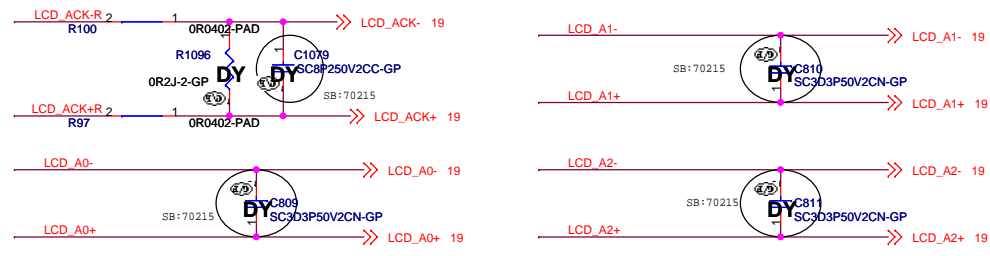 LCD_ACK-R 2 1 LCD_ACK- 19
R100 0R0402-PAD
R1096 C1079
DY DY SC8P250V2CC-GP
0R2J-2-GP
SB:70215
LCD_ACK+R 2 1 LCD_ACK+ 19
R97 0R0402-PAD
LCD_A0- LCD_A0- 19
C809
DY SC3D3P50V2CN-GP
SB:70215
1
LCD_A0+ LCD_A0+ 19
LCD_A1- LCD_A1- 19
C810
SB:70215 DY SC3D3P50V2CN-GP
1
LCD_A1+ LCD_A1+ 19
LCD_A2- LCD_A2- 19
C811
DY SC3D3P50V2CN-GP
SB:70215
1
LCD_A2+ LCD_A2+ 19